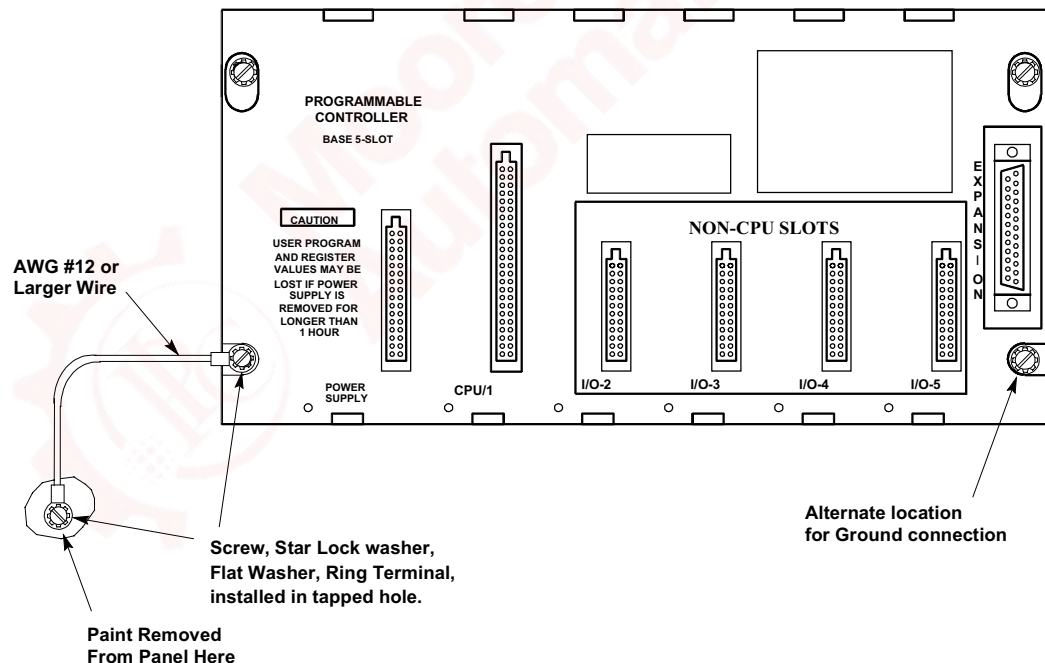 PROGRAMMABLE
CONTROLLER
BASE 5-SLOT
CAUTION
USER PROGRAM
AND REGISTER
VALUES MAY BE
LOST IF POWER
SUPPLY IS
REMOVED FOR
LONGER THAN
1 HOUR
NON-CPU SLOTS
EXPANSION
POWER
SUPPLY
CPU/1
I/O-2
I/O-3
I/O-4
I/O-5
AWG #12 or
Larger Wire
Screw, Star Lock washer,
Flat Washer, Ring Terminal,
installed in tapped hole.
Paint Removed
From Panel Here
Alternate location
for Ground connection